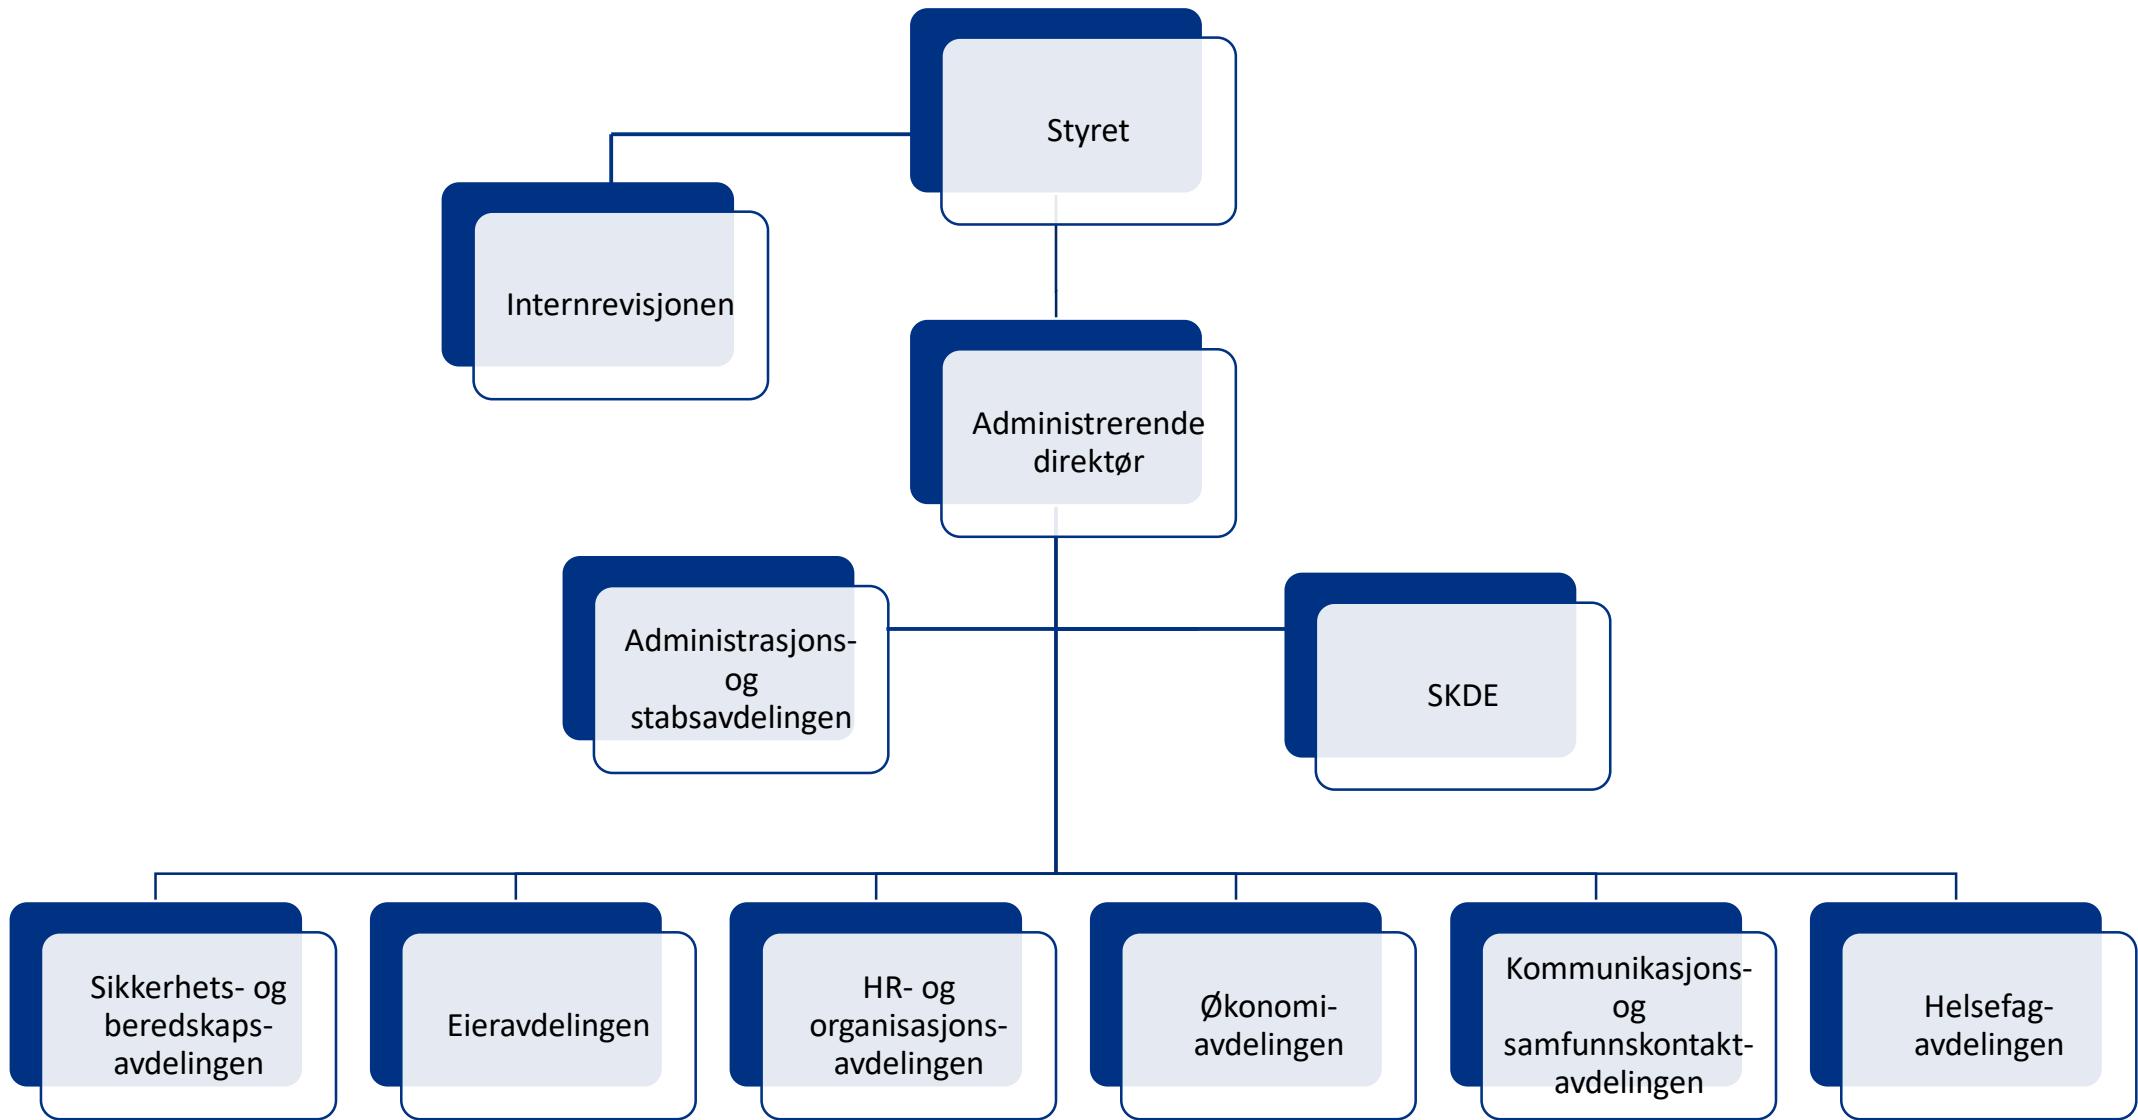 Styret
Internrevisjonen
Administrerende
direktør
Administrasjons-
og
stabsavdelingen
SKDE
Sikkerhets- og
beredskaps-
avdelingen
Eieravdelingen
HR- og
organisasjons-
avdelingen
Økonomi-
avdelingen
Kommunikasjons-
og
samfunnskontakt-
avdelingen
Helsefag-
avdelingen